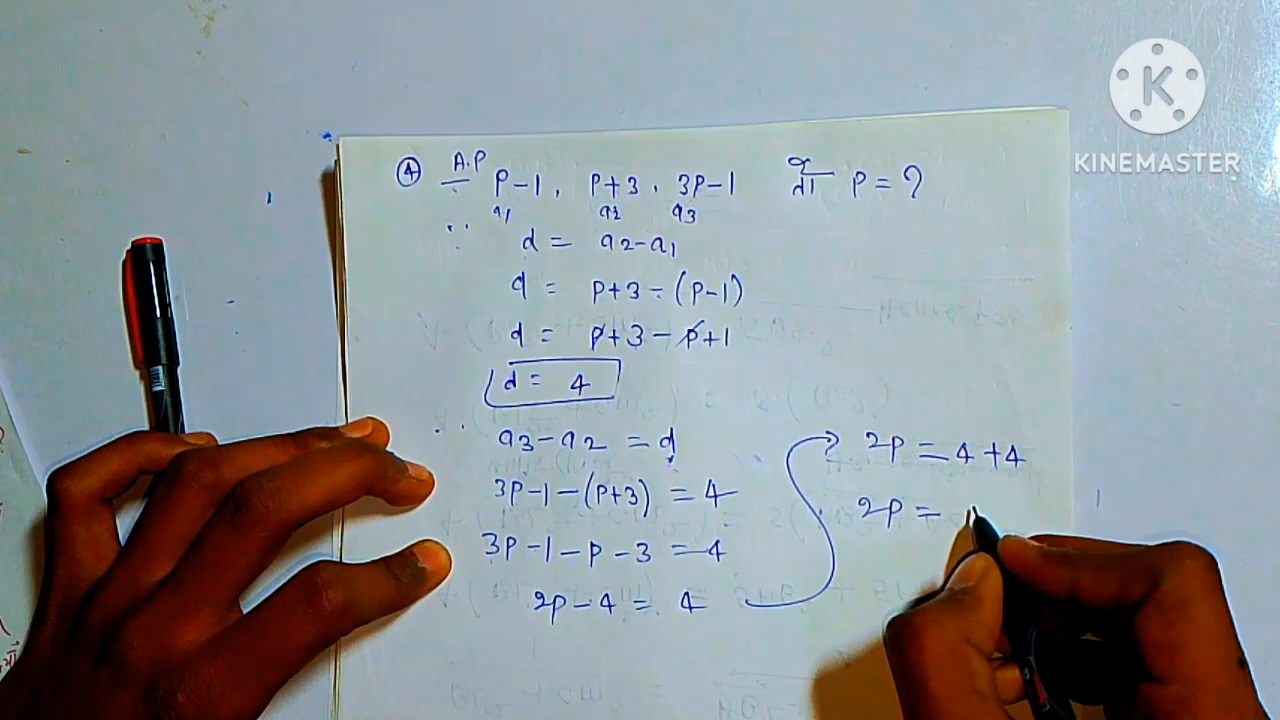 K
KINEMASTER
④ A.P
P-1, P+3, 3P-1 P = ?
a1 a2 a3
∵ d = a2-a1
d = P+3-(P-1)
d = P+3-P+1
d = 4
∵ a3-a2 = d
3P-1-(P+3) = 4
3P-1-P-3 = 4
2P-4 = 4
2P = 4+4
2P =